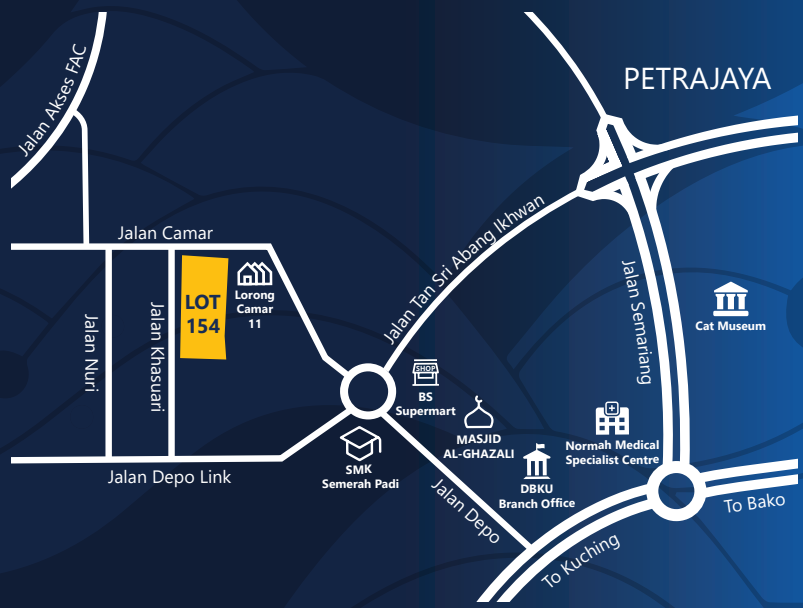 Jalan Akses FAC
PETRAJAYA
Jalan Camar
Jalan Tan Sri Abang Ikhwan
LOT
154
Lorong
Camar
11
Jalan Nuri
Jalan Khasuari
Jalan Semariang
Cat Museum
SHOP
BS
Supermart
MASJID
AL-GHAZALI
Normah Medical
Specialist Centre
SMK
Semerah Padi
DBKU
Branch Office
Jalan Depo Link
Jalan Depo
To Kuching
To Bako